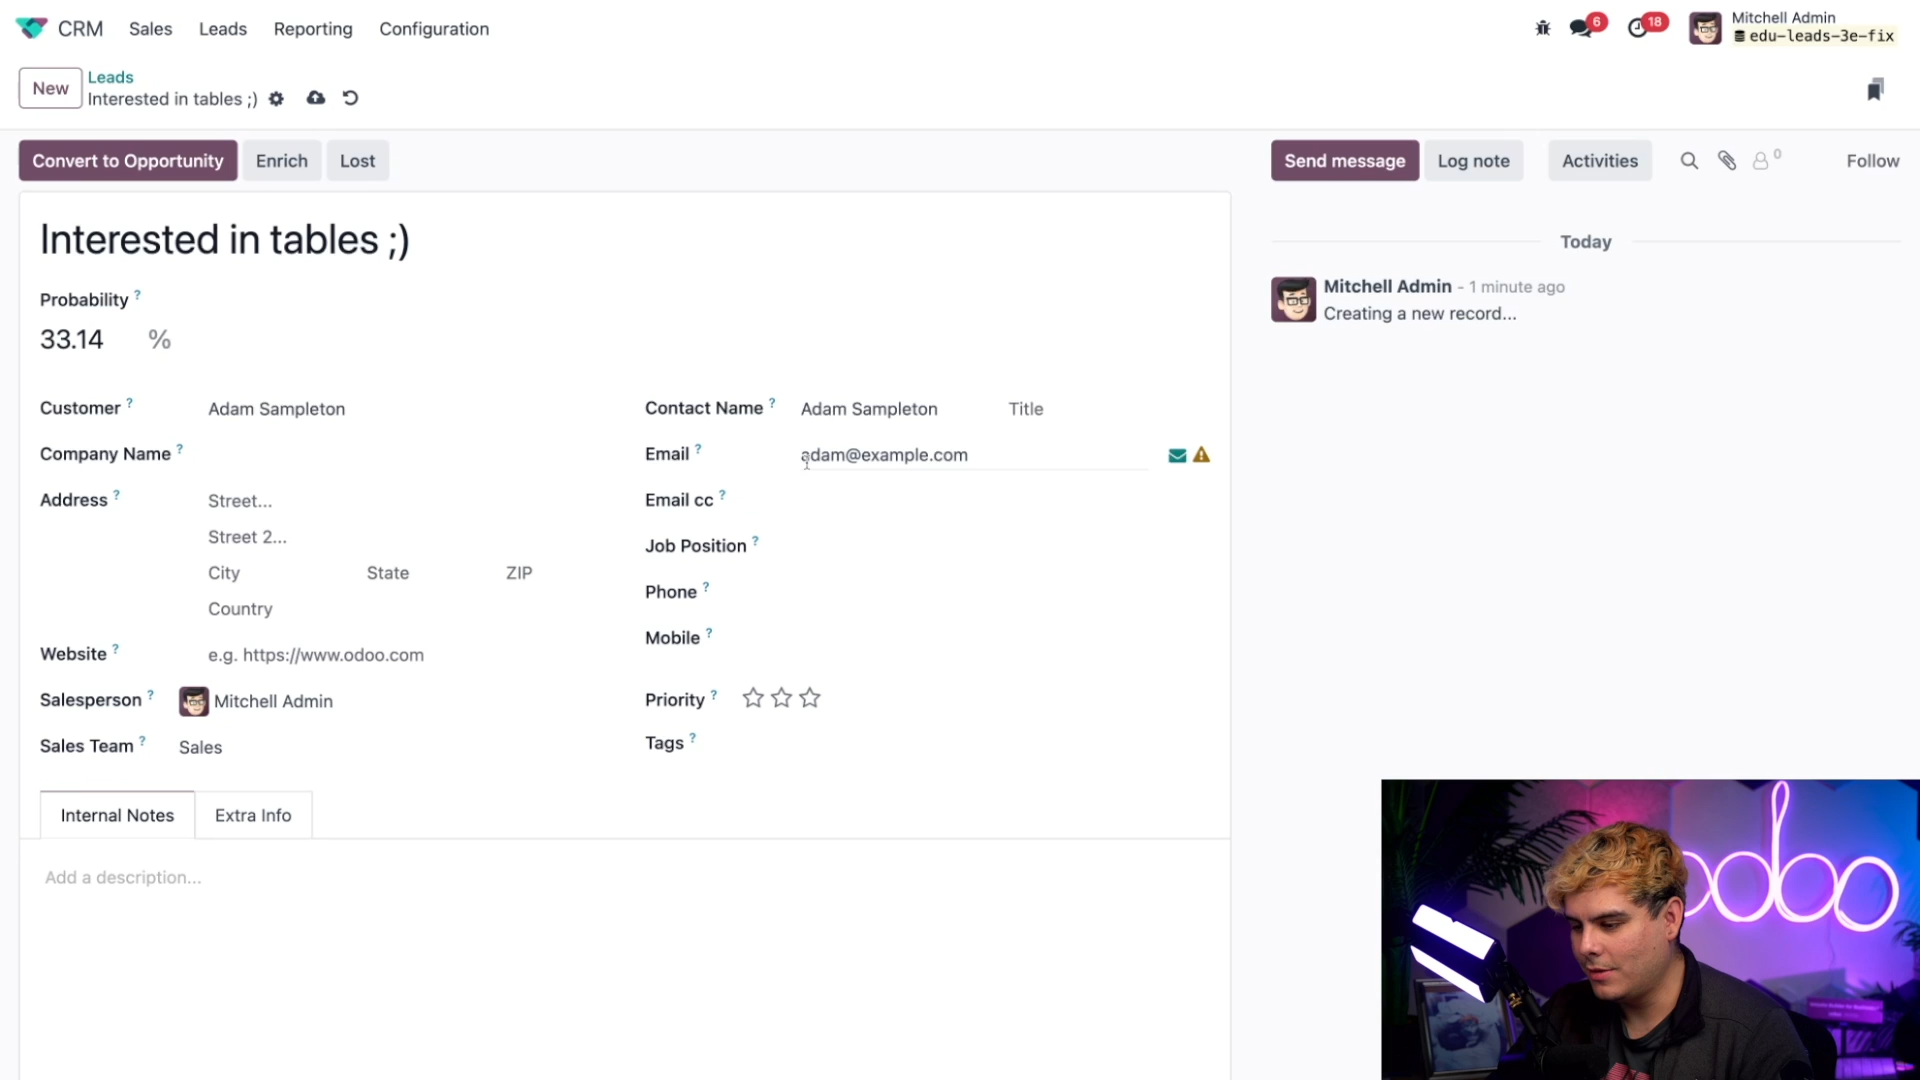 CRM Sales Leads Reporting Configuration 6 18 Mitchell Admin
edu-leads-3e-fix
New Leads
Interested in tables ;)
Convert to Opportunity Enrich Lost Send message Log note Activities 0 Follow
Interested in tables ;)
Today
Probability ?
Mitchell Admin - 1 minute ago
Creating a new record...
33.14 %
Customer ? Adam Sampleton Contact Name ? Adam Sampleton Title
Company Name ? Email ? adam@example.com
Address ? Street... Email cc ?
Street 2... Job Position ?
City State ZIP
Phone ?
Country
Mobile ?
Website ? e.g. https://www.odoo.com
Salesperson ? Mitchell Admin Priority ?
Sales Team ? Sales Tags ?
Internal Notes Extra Info
Add a description...
odoo